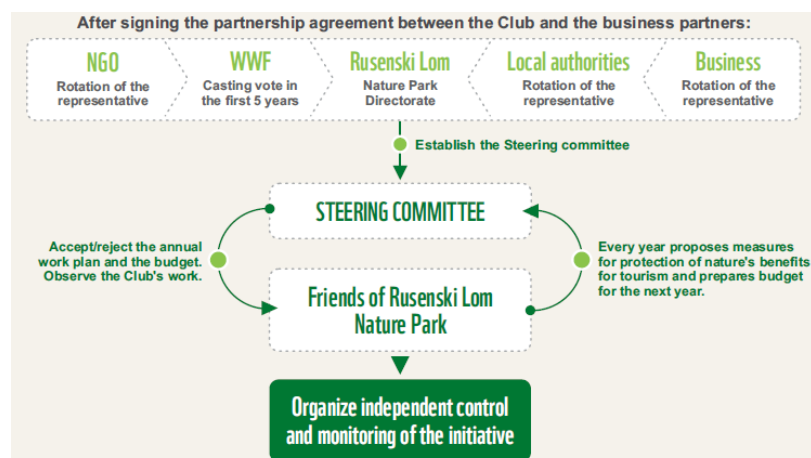 After signing the partnership agreement between the Club and the business partners:
NGO
Rotation of the
representative
WWF
Casting vote in
the first 5 years
Rusenski Lom
Nature Park
Directorate
Local authorities
Rotation of the
representative
Business
Rotation of the
representative
Establish the Steering committee
STEERING COMMITTEE
Accept/reject the annual
work plan and the budget.
Observe the Club's work.
Every year proposes measures
for protection of nature's benefits
for tourism and prepares budget
for the next year.
Friends of Rusenski Lom
Nature Park
Organize independent control
and monitoring of the initiative